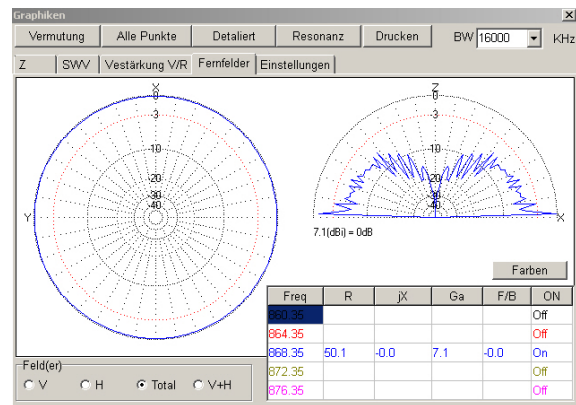 Graphiken
Vermutung Alle Punkte Detaliert Resonanz Drucken BW 16000 KHz
Z SWV Vestärkung V/R Fernfelder Einstellungen
X
0
-3
-10
-20
-30
-40
Y
Z
0
-3
-10
-20
-30
-40
X
7.1(dBi) = 0dB
Farben
Freq R jX Ga F/B ON
860.35 Off
864.35 Off
868.35 50.1 -0.0 7.1 -0.0 On
872.35 Off
876.35 Off
Feld(er)
V H Total V+H